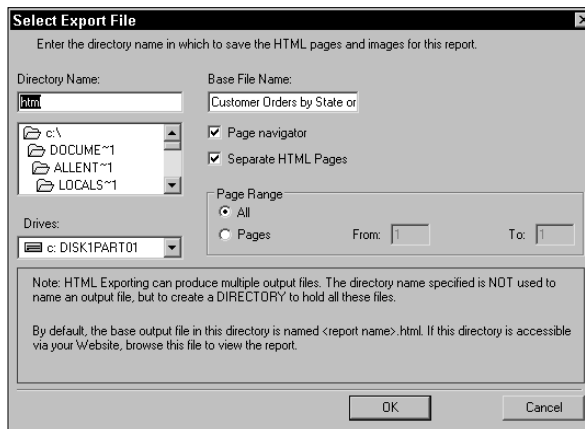 Select Export File
Enter the directory name in which to save the HTML pages and images for this report.
Directory Name:
html
c:\
DOCUME~1
ALLENT~1
LOCALS~1
Drives:
c: DISK1PART01
Base File Name:
Customer Orders by State or
Page navigator
Separate HTML Pages
Page Range
All
Pages
From: 1
To: 1
Note: HTML Exporting can produce multiple output files. The directory name specified is NOT used to
name an output file, but to create a DIRECTORY to hold all these files.
By default, the base output file in this directory is named <report name>.html. If this directory is accessible
via your Website, browse this file to view the report.
OK
Cancel